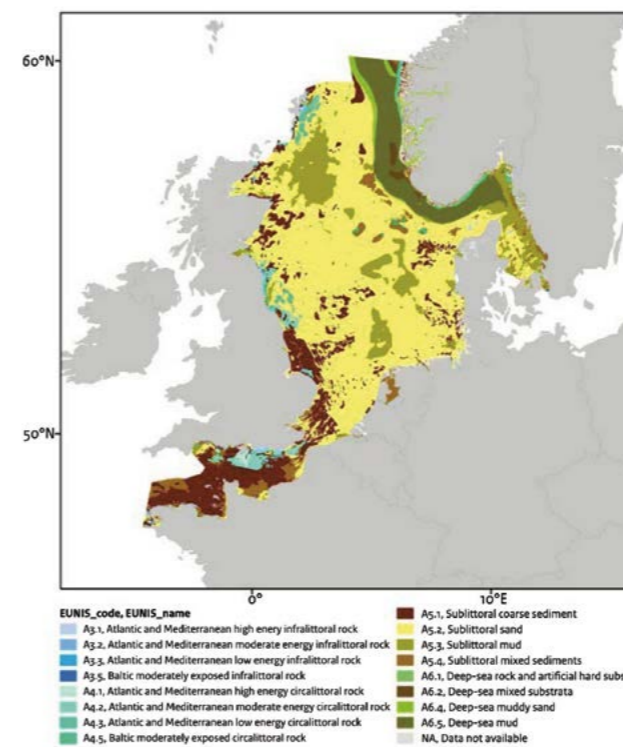 60°N
50°N
0°
10°E
EUNIS_code, EUNIS_name
A3.1, Atlantic and Mediterranean high enery infralittoral rock
A3.2, Atlantic and Mediterranean moderate energy infralittoral rock
A3.3, Atlantic and Mediterranean low energy infralittoral rock
A3.5, Baltic moderately exposed infralittoral rock
A4.1, Atlantic and Mediterranean high energy circalittoral rock
A4.2, Atlantic and Mediterranean moderate energy circalittoral rock
A4.3, Atlantic and Mediterranean low energy circalittoral rock
A4.5, Baltic moderately exposed circalittoral rock
A5.1, Sublittoral coarse sediment
A5.2, Sublittoral sand
A5.3, Sublittoral mud
A5.4, Sublittoral mixed sediments
A6.1, Deep-sea rock and artificial hard subs
A6.2, Deep-sea mixed substrata
A6.4, Deep-sea muddy sand
A6.5, Deep-sea mud
NA, Data not available